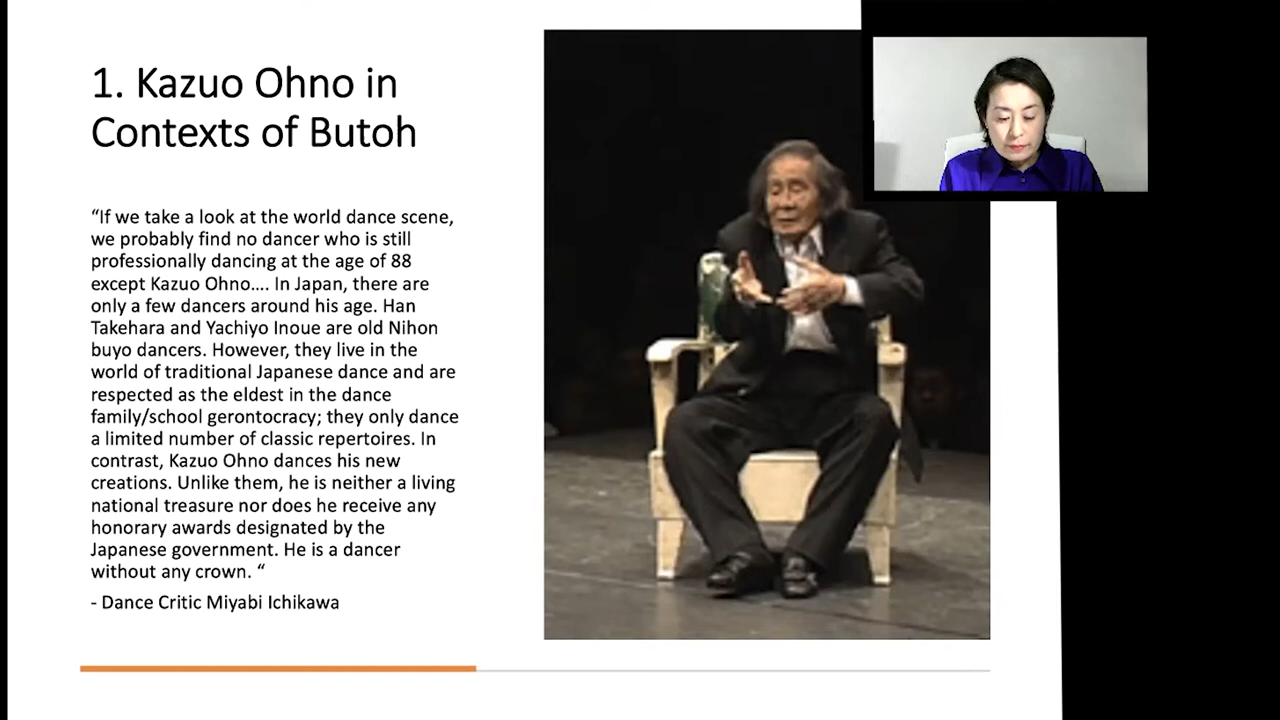 1. Kazuo Ohno in
Contexts of Butoh
“If we take a look at the world dance scene,
we probably find no dancer who is still
professionally dancing at the age of 88
except Kazuo Ohno…. In Japan, there are
only a few dancers around his age. Han
Takehara and Yachiyo Inoue are old Nihon
buyo dancers. However, they live in the
world of traditional Japanese dance and are
respected as the eldest in the dance
family/school gerontocracy; they only dance
a limited number of classic repertoires. In
contrast, Kazuo Ohno dances his new
creations. Unlike them, he is neither a living
national treasure nor does he receive any
honorary awards designated by the
Japanese government. He is a dancer
without any crown. “
- Dance Critic Miyabi Ichikawa